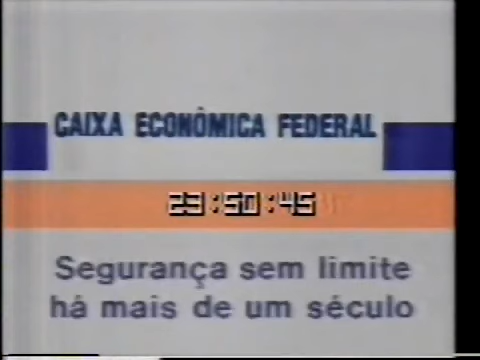 CAIXA ECONÔMICA FEDERAL
23:50:45
Segurança sem limite
há mais de um século